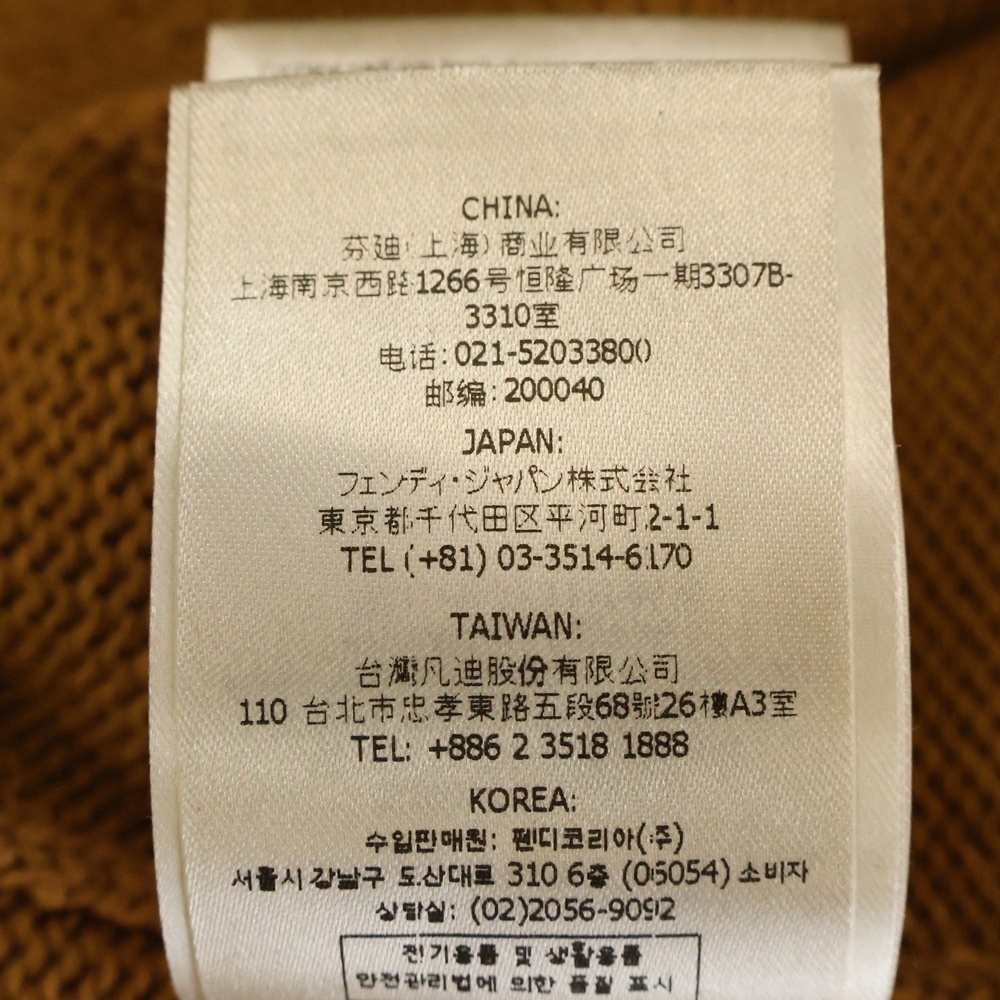 CHINA:
芬迪(上海)商业有限公司
上海南京西路1266号恒隆广场一期3307B-
3310室
电话:021-52033800
邮编:200040
JAPAN:
フェンディ・ジャパン株式会社
東京都千代田区平河町2-1-1
TEL (+81) 03-3514-6170
TAIWAN:
台灣凡迪股份有限公司
110 台北市忠孝東路五段68號26樓A3室
TEL: +886 2 3518 1888
KOREA:
수입판매원: 펜디코리아(주)
서울시 강남구 도산대로 310 6층 (06054) 소비자
상담실: (02)2056-9092
전기용품 및 생활용품
안전관리법에 의한 품질 표시